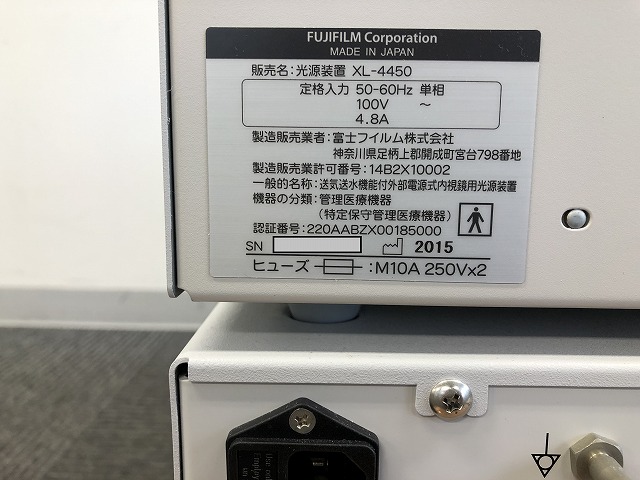 FUJIFILM Corporation
MADE IN JAPAN
販売名：光源装置 XL-4450
定格入力 50-60Hz 単相
100V ～
4.8A
製造販売業者：富士フイルム株式会社
神奈川県足柄上郡開成町宮台798番地
製造販売業許可番号：14B2X10002
一般的名称：送気送水機能付外部電源式内視鏡用光源装置
機器の分類：管理医療機器
（特定保守管理医療機器）
認証番号：220AABZX00185000
SN 2015
ヒューズ ：M10A 250V×2